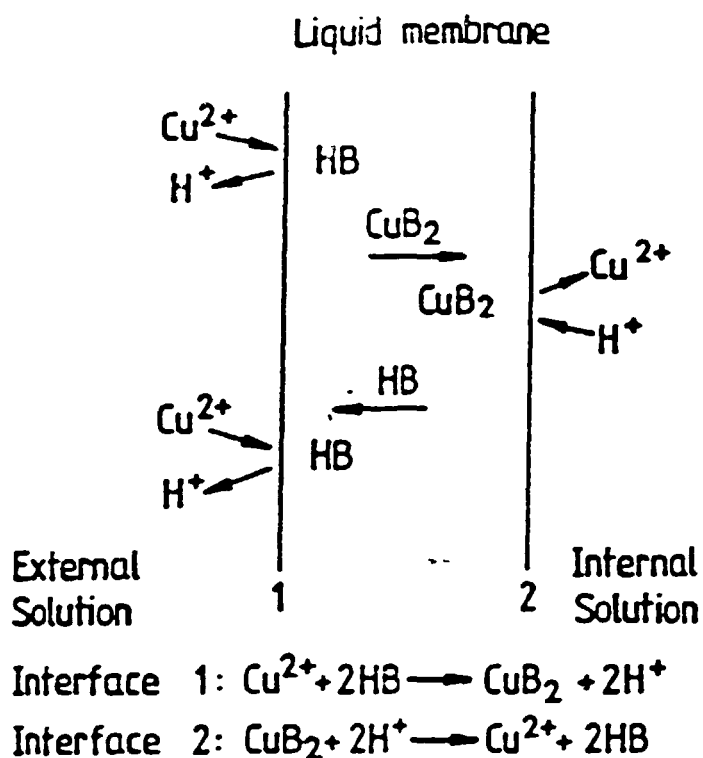 Liquid membrane
Cu²⁺
H⁺
HB
CuB₂
CuB₂
Cu²⁺
H⁺
HB
Cu²⁺
H⁺
HB
External
Solution
1
2
Internal
Solution
Interface 1: Cu²⁺ + 2HB ⟶ CuB₂ + 2H⁺
Interface 2: CuB₂ + 2H⁺ ⟶ Cu²⁺ + 2HB